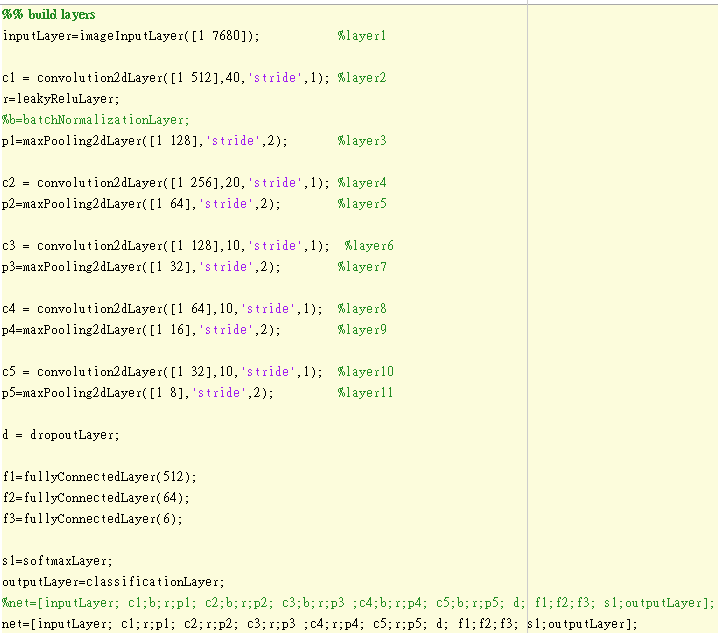 %% build layers
inputLayer=imageInputLayer([1 7680]); %layer1
c1 = convolution2dLayer([1 512],40,'stride',1); %layer2
r=leakyReluLayer;
%b=batchNormalizationLayer;
p1=maxPooling2dLayer([1 128],'stride',2); %layer3
c2 = convolution2dLayer([1 256],20,'stride',1); %layer4
p2=maxPooling2dLayer([1 64],'stride',2); %layer5
c3 = convolution2dLayer([1 128],10,'stride',1); %layer6
p3=maxPooling2dLayer([1 32],'stride',2); %layer7
c4 = convolution2dLayer([1 64],10,'stride',1); %layer8
p4=maxPooling2dLayer([1 16],'stride',2); %layer9
c5 = convolution2dLayer([1 32],10,'stride',1); %layer10
p5=maxPooling2dLayer([1 8],'stride',2); %layer11
d = dropoutLayer;
f1=fullyConnectedLayer(512);
f2=fullyConnectedLayer(64);
f3=fullyConnectedLayer(6);
s1=softmaxLayer;
outputLayer=classificationLayer;
%net=[inputLayer; c1;b;r;p1; c2;b;r;p2; c3;b;r;p3 ;c4;b;r;p4; c5;b;r;p5; d; f1;f2;f3; s1;outputLayer];
net=[inputLayer; c1;r;p1; c2;r;p2; c3;r;p3 ;c4;r;p4; c5;r;p5; d; f1;f2;f3; s1;outputLayer];